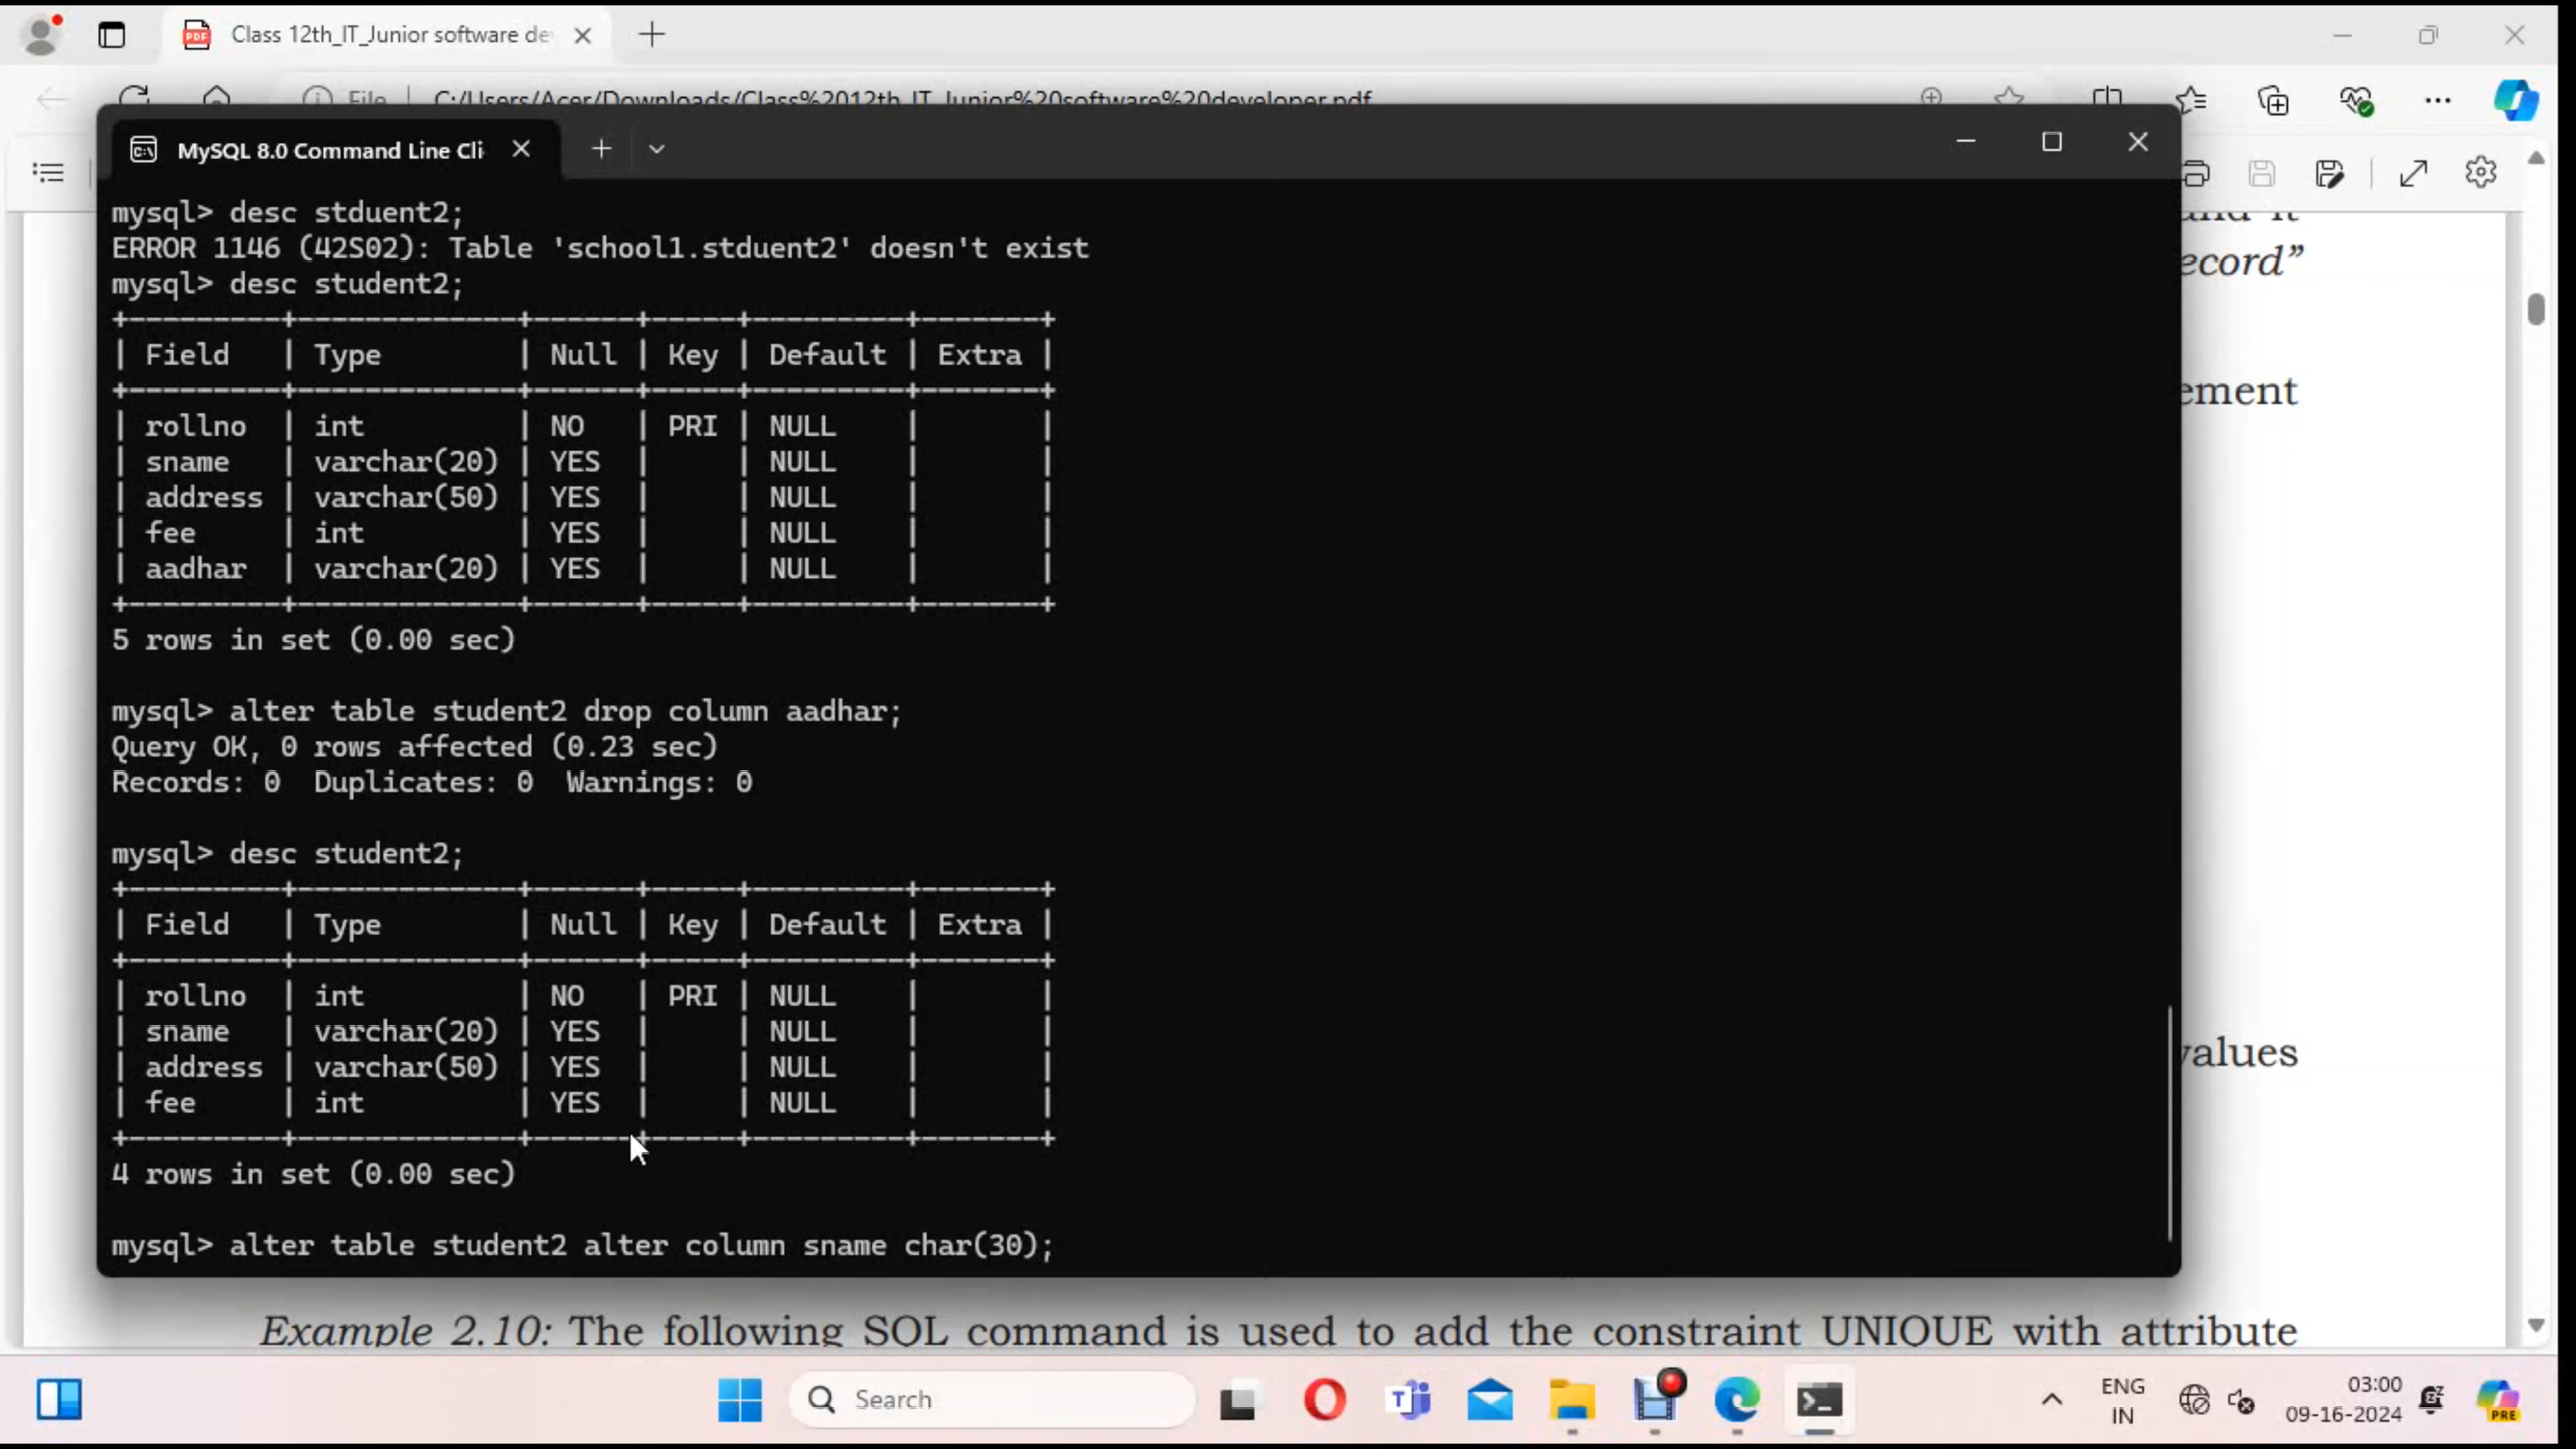 Class 12th_IT_Junior software de
File C:/Users/Acer/Downloads/Class%2012th_IT_Junior%20software%20developer.pdf
MySQL 8.0 Command Line Cli
mysql> desc stduent2;
ERROR 1146 (42S02): Table 'school1.stduent2' doesn't exist
mysql> desc student2;
+---------+-------------+------+-----+---------+-------+
| Field   | Type        | Null | Key | Default | Extra |
+---------+-------------+------+-----+---------+-------+
| rollno  | int         | NO   | PRI | NULL    |       |
| sname   | varchar(20) | YES  |     | NULL    |       |
| address | varchar(50) | YES  |     | NULL    |       |
| fee     | int         | YES  |     | NULL    |       |
| aadhar  | varchar(20) | YES  |     | NULL    |       |
+---------+-------------+------+-----+---------+-------+
5 rows in set (0.00 sec)
mysql> alter table student2 drop column aadhar;
Query OK, 0 rows affected (0.23 sec)
Records: 0  Duplicates: 0  Warnings: 0
mysql> desc student2;
+---------+-------------+------+-----+---------+-------+
| Field   | Type        | Null | Key | Default | Extra |
+---------+-------------+------+-----+---------+-------+
| rollno  | int         | NO   | PRI | NULL    |       |
| sname   | varchar(20) | YES  |     | NULL    |       |
| address | varchar(50) | YES  |     | NULL    |       |
| fee     | int         | YES  |     | NULL    |       |
+---------+-------------+------+-----+---------+-------+
4 rows in set (0.00 sec)
mysql> alter table student2 alter column sname char(30);
and it
ecord”
ement
values
Example 2.10: The following SQL command is used to add the constraint UNIQUE with attribute
Search
ENG
IN
03:00
09-16-2024
PRE